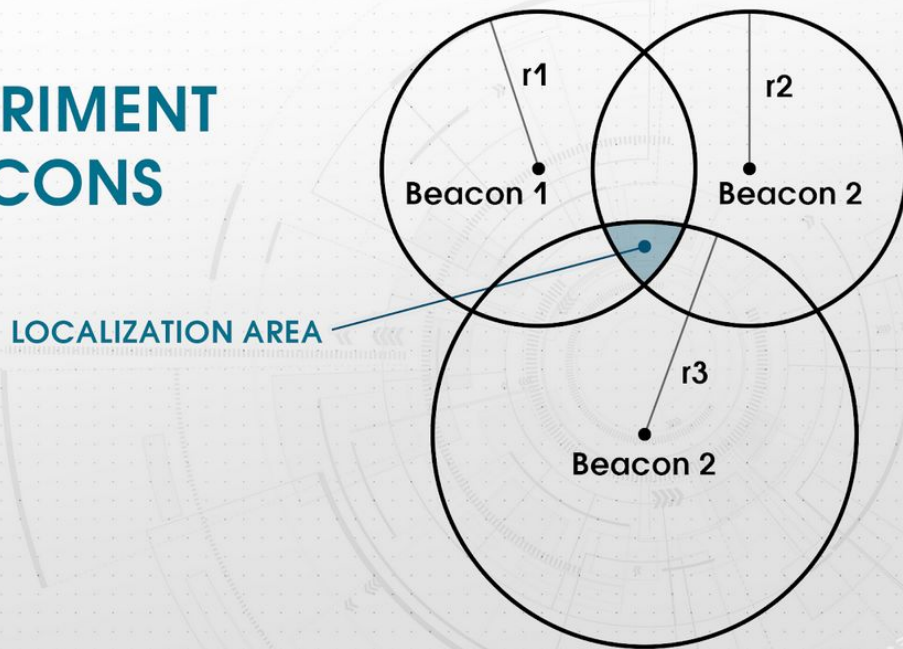 RIMENT
CONS
r1
r2
Beacon 1
Beacon 2
LOCALIZATION AREA
r3
Beacon 2